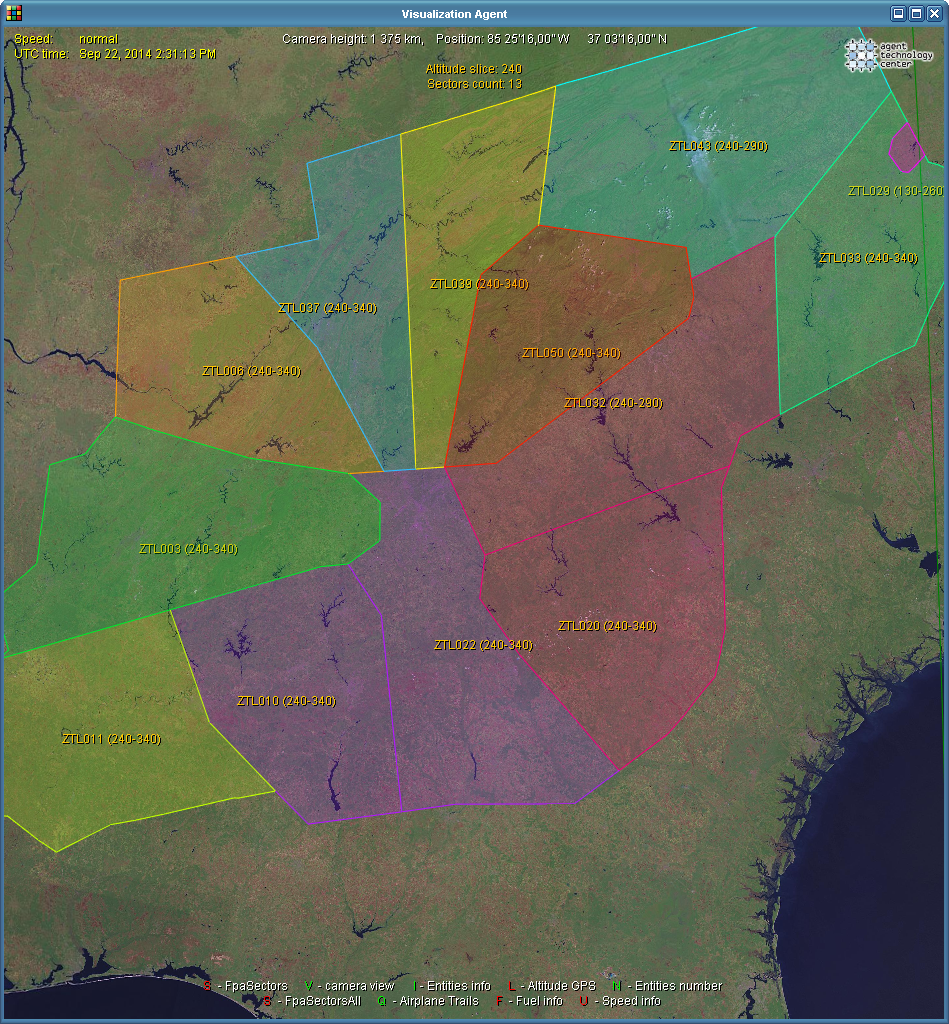 Visualization Agent
Speed: normal
UTC time: Sep 22, 2014 2:31:13 PM
Camera height: 1 375 km, Position: 85 25'16,00" W 37 03'16,00" N
agent
technology
center
Altitude slice: 240
Sectors count: 13
ZTL043 (240-290)
ZTL029 (130-260
ZTL033 (240-340)
ZTL039 (240-340)
ZTL037 (240-340)
ZTL050 (240-340)
ZTL006 (240-340)
ZTL032 (240-290)
ZTL003 (240-340)
ZTL020 (240-340)
ZTL022 (240-340)
ZTL010 (240-340)
ZTL011 (240-340)
S - FpaSectors V - camera view I - Entities info L - Altitude GPS N - Entities number
S - FpaSectorsAll Q - Airplane Trails F - Fuel info U - Speed info